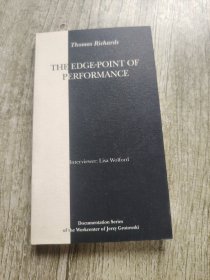 Thomas Richards
THE EDGE-POINT OF
PERFORMANCE
Interviewer: Lisa Wolford
Documentation Series
of the Workcenter of Jerzy Grotowski